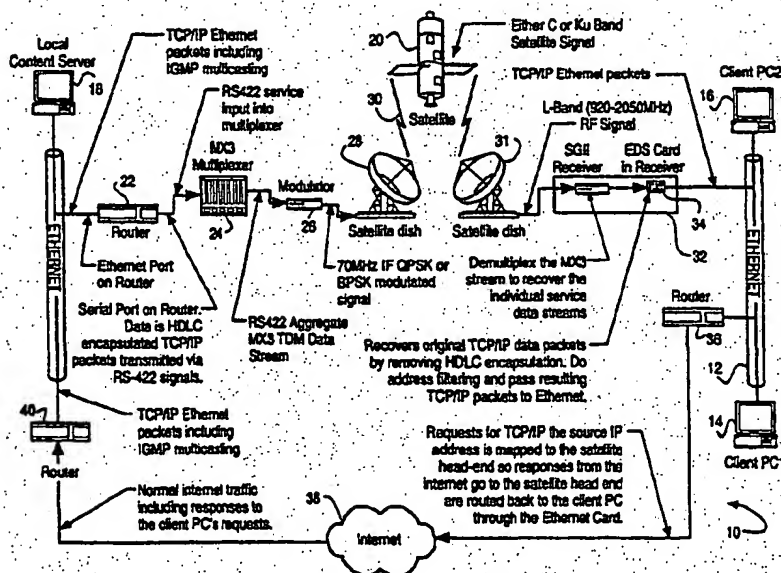 Local
Content Server
18
TCP/IP Ethernet
packets including
IGMP multicasting
RS422 service
input into
multiplexer
MX3
Multiplexer
24
22
Router
Ethernet Port
on Router
Serial Port on Router.
Data is HDLC
encapsulated TCP/IP
packets transmitted via
RS-422 signals.
ETHERNET
Modulator
26
28
Satellite dish
70MHz IF QPSK or
BPSK modulated
signal
RS422 Aggregate
MX3 TDM Data
Stream
20
Satellite
30
Either C or Ku Band
Satellite Signal
31
Satellite dish
TCP/IP Ethernet packets
L-Band (920-2050MHz)
RF Signal
SGII
Receiver
EDS Card
in Receiver
34
32
Demultiplex the MX3
stream to recover the
individual service
data streams
Recovers original TCP/IP data packets
by removing HDLC encapsulation. Do
address filtering and pass resulting
TCP/IP packets to Ethernet.
Client PC2
16
ETHERNET
Router
36
12
14
Client PC1
10
Requests for TCP/IP the source IP
address is mapped to the satellite
head-end so responses from the
internet go to the satellite head end
are routed back to the client PC
through the Ethernet Card.
38
Internet
40
Router
TCP/IP Ethernet
packets including
IGMP multicasting
Normal internet traffic
including responses to
the client PC's requests.